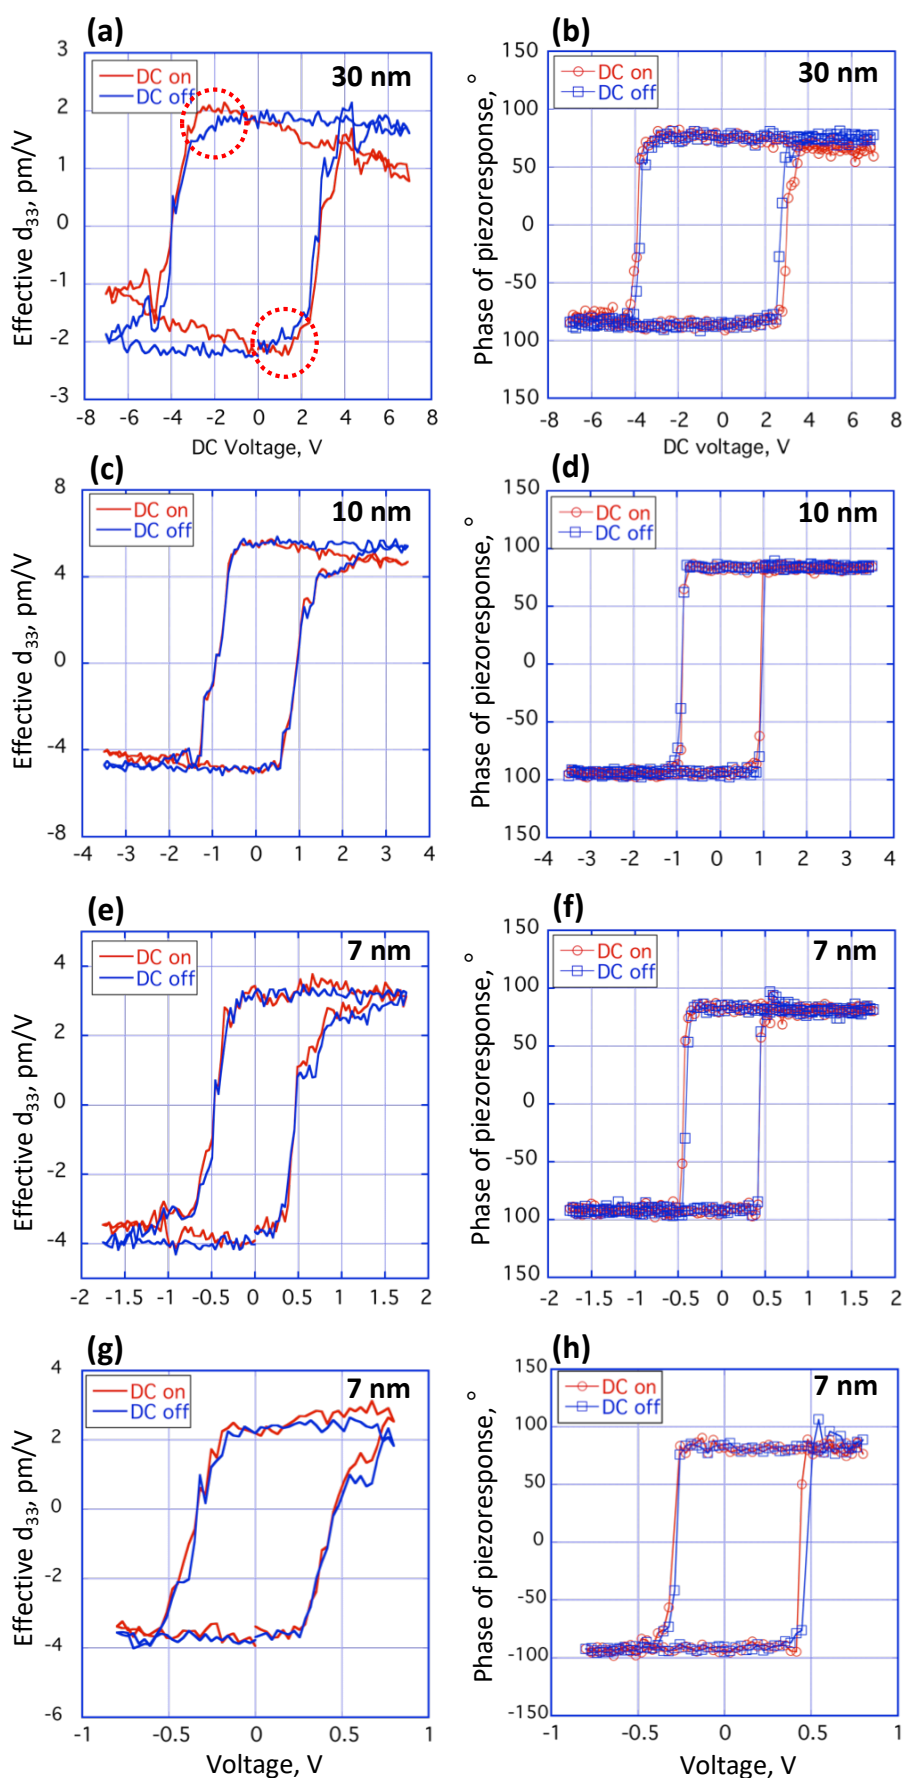 (a)
3
2
1
0
-1
-2
-3
DC on
DC off
30 nm
Effective d33, pm/V
-8 -6 -4 -2 0 2 4 6 8
DC Voltage, V
(b)
150
100
50
0
-50
100
150
DC on
DC off
30 nm
Phase of piezoresponse, °
-8 -6 -4 -2 0 2 4 6 8
DC voltage, V
(c)
8
4
0
-4
-8
DC on
DC off
10 nm
Effective d33, pm/V
-4 -3 -2 -1 0 1 2 3 4
(d)
150
100
50
0
-50
100
150
DC on
DC off
10 nm
Phase of piezoresponse, °
-4 -3 -2 -1 0 1 2 3 4
(e)
4
2
0
-2
-4
DC on
DC off
7 nm
Effective d33, pm/V
-2 -1.5 -1 -0.5 0 0.5 1 1.5 2
(f)
150
100
50
0
-50
100
150
DC on
DC off
7 nm
Phase of piezoresponse, °
-2 -1.5 -1 -0.5 0 0.5 1 1.5 2
(g)
4
2
0
-2
-4
-6
DC on
DC off
7 nm
Effective d33, pm/V
-1 -0.5 0 0.5 1
Voltage, V
(h)
150
100
50
0
-50
-100
-150
DC on
DC off
7 nm
Phase of piezoresponse, °
-1 -0.5 0 0.5 1
Voltage, V